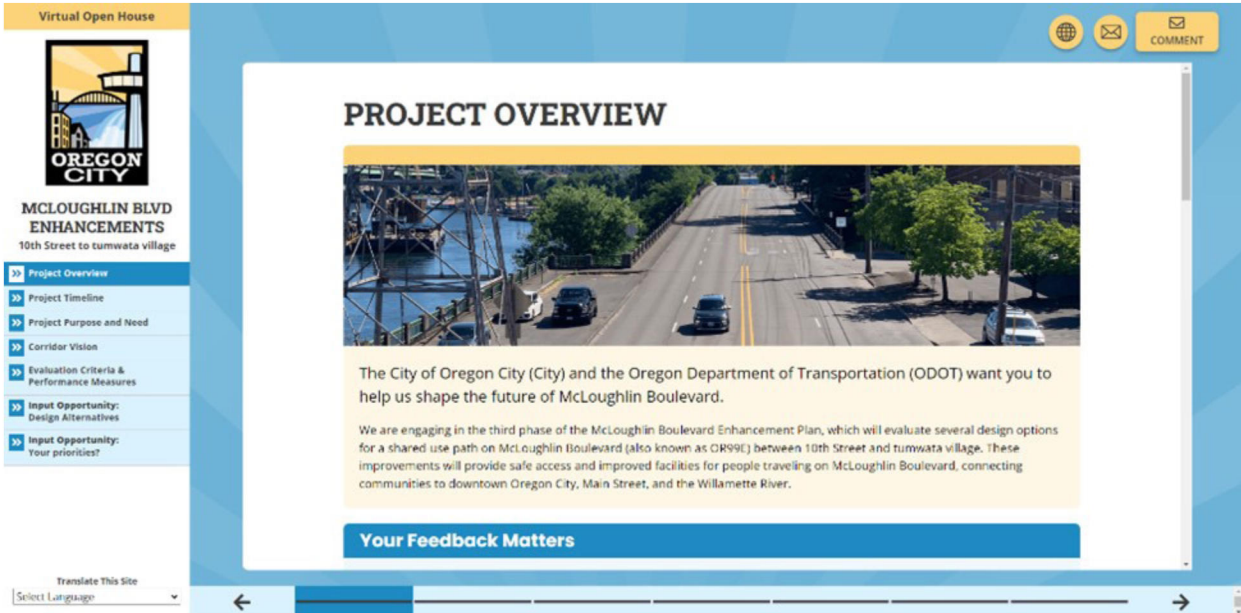 Virtual Open House
OREGON
CITY
MCLOUGHLIN BLVD
ENHANCEMENTS
10th Street to tumwata village
Project Overview
Project Timeline
Project Purpose and Need
Corridor Vision
Evaluation Criteria &
Performance Measures
Input Opportunity:
Design Alternatives
Input Opportunity:
Your priorities?
Translate This Site
Select Language
COMMENT
PROJECT OVERVIEW
The City of Oregon City (City) and the Oregon Department of Transportation (ODOT) want you to
help us shape the future of McLoughlin Boulevard.
We are engaging in the third phase of the McLoughlin Boulevard Enhancement Plan, which will evaluate several design options
for a shared use path on McLoughlin Boulevard (also known as OR99E) between 10th Street and tumwata village. These
improvements will provide safe access and improved facilities for people traveling on McLoughlin Boulevard, connecting
communities to downtown Oregon City, Main Street, and the Willamette River.
Your Feedback Matters